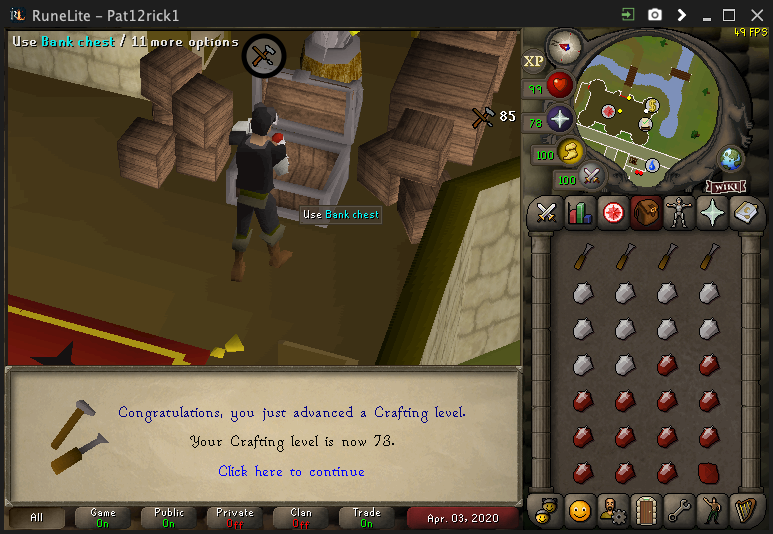 RuneLite - Pat12rick1
Use Bank chest / 11 more options
49 FPS
XP
99
85
78
100
100
WIKI
Use Bank chest
Congratulations, you just advanced a Crafting level.
Your Crafting level is now 73.
Click here to continue
All
Game
On
Public
On
Private
Off
Clan
Off
Trade
On
Apr. 03, 2020